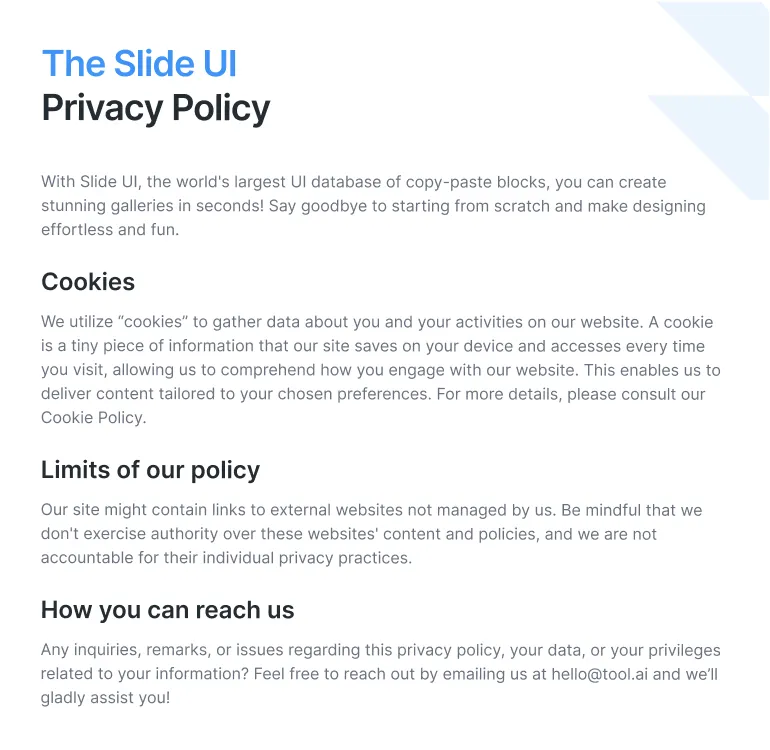 The Slide UI
Privacy Policy
With Slide UI, the world's largest UI database of copy-paste blocks, you can create
stunning galleries in seconds! Say goodbye to starting from scratch and make designing
effortless and fun.
Cookies
We utilize “cookies” to gather data about you and your activities on our website. A cookie
is a tiny piece of information that our site saves on your device and accesses every time
you visit, allowing us to comprehend how you engage with our website. This enables us to
deliver content tailored to your chosen preferences. For more details, please consult our
Cookie Policy.
Limits of our policy
Our site might contain links to external websites not managed by us. Be mindful that we
don't exercise authority over these websites' content and policies, and we are not
accountable for their individual privacy practices.
How you can reach us
Any inquiries, remarks, or issues regarding this privacy policy, your data, or your privileges
related to your information? Feel free to reach out by emailing us at hello@tool.ai and we’ll
gladly assist you!